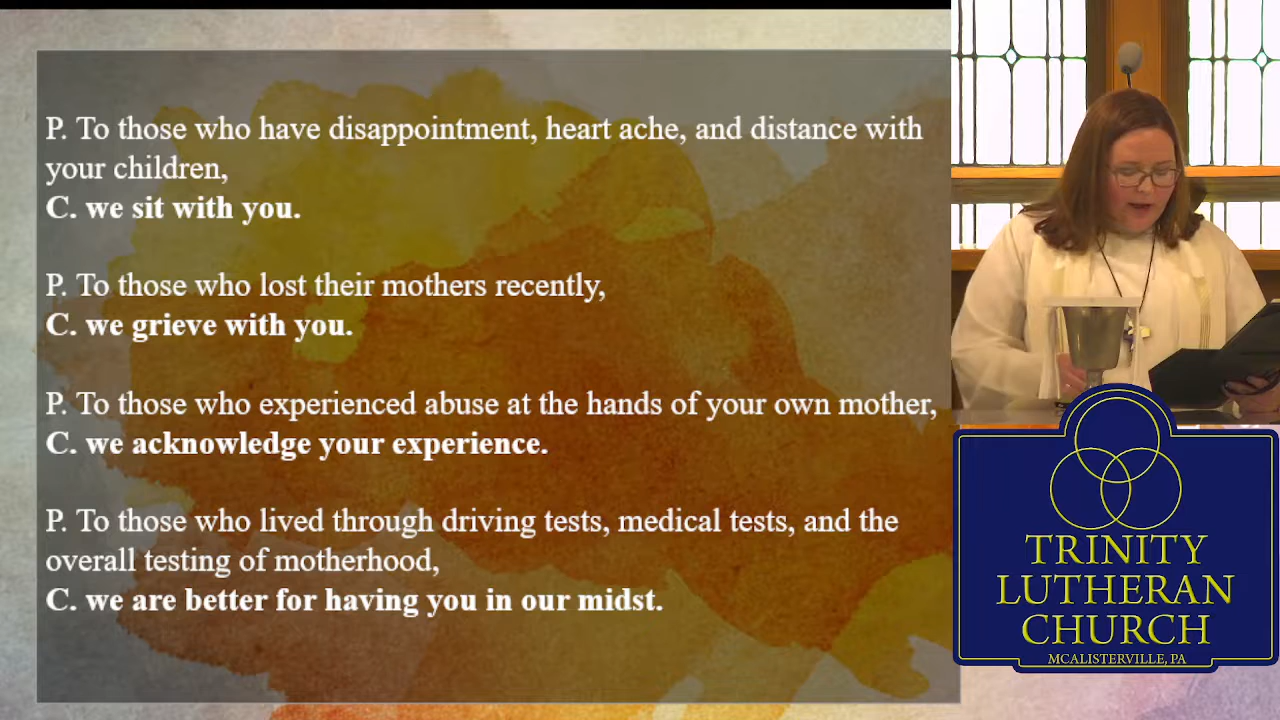 P. To those who have disappointment, heart ache, and distance with
your children,
C. we sit with you.
P. To those who lost their mothers recently,
C. we grieve with you.
P. To those who experienced abuse at the hands of your own mother,
C. we acknowledge your experience.
P. To those who lived through driving tests, medical tests, and the
overall testing of motherhood,
C. we are better for having you in our midst.
TRINITY
LUTHERAN
CHURCH
MCALISTERVILLE, PA